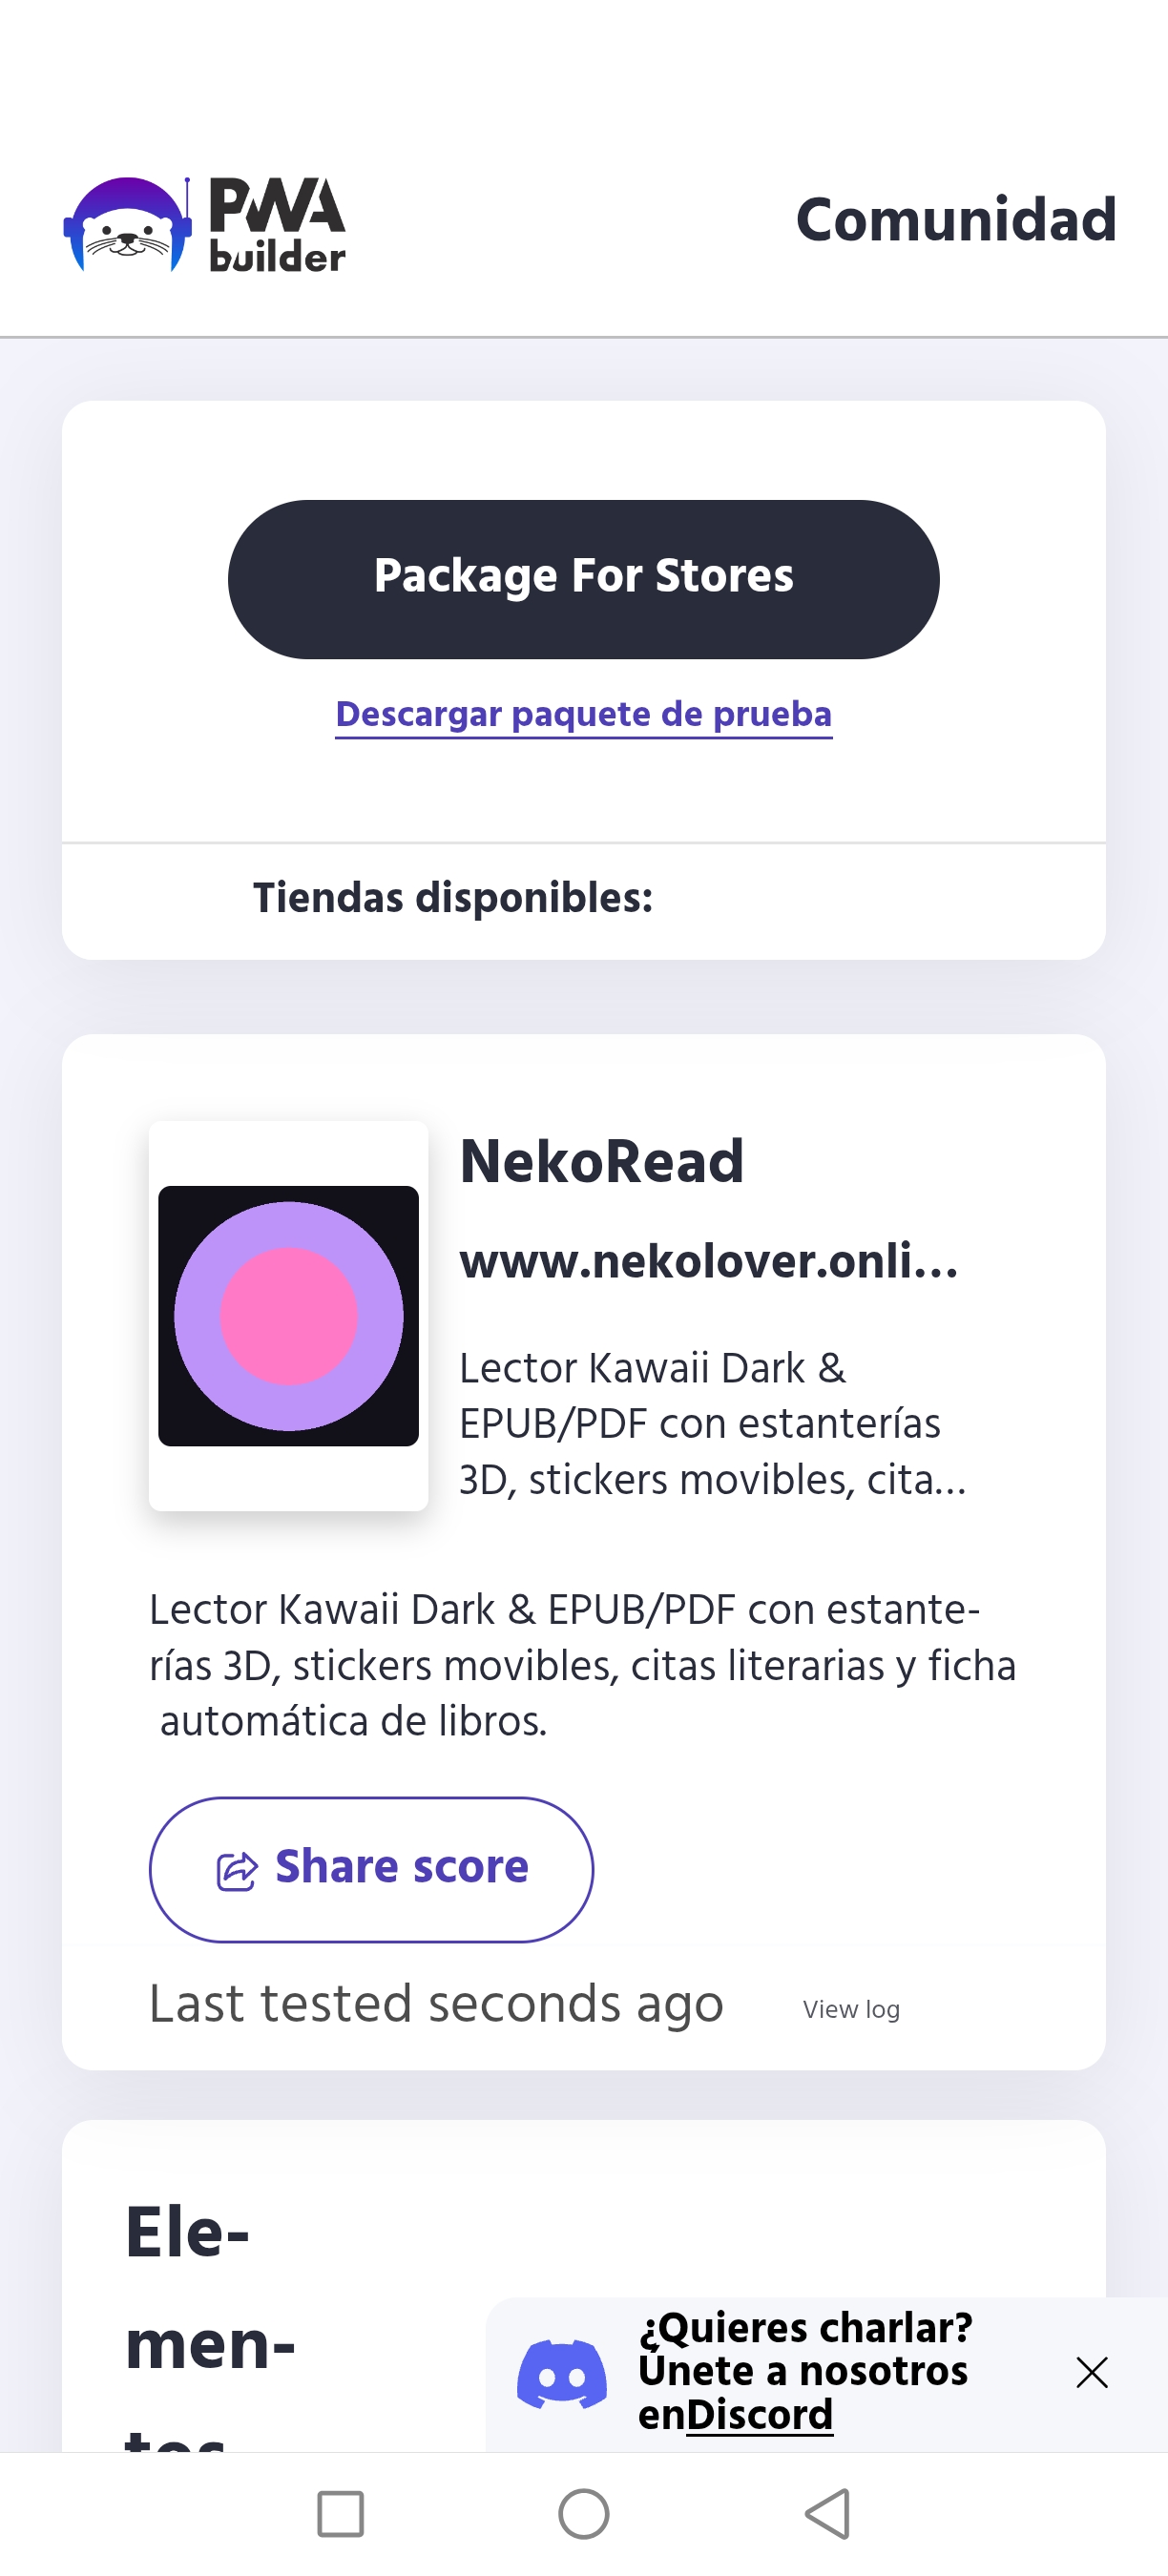 PWA
builder
Comunidad
Package For Stores
Descargar paquete de prueba
Tiendas disponibles:
NekoRead
www.nekolover.onli...
Lector Kawaii Dark &
EPUB/PDF con estanterías
3D, stickers movibles, cita...
Lector Kawaii Dark & EPUB/PDF con estante-
rías 3D, stickers movibles, citas literarias y ficha
automática de libros.
Share score
Last tested seconds ago
View log
Ele-
men-
tos
¿Quieres charlar?
Únete a nosotros
enDiscord